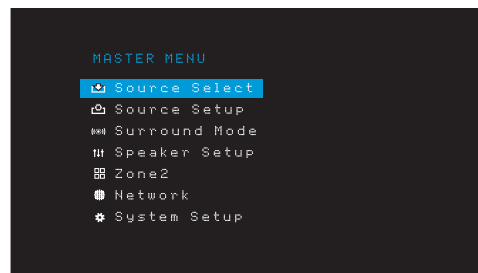 MASTER MENU
Source Select
Source Setup
Surround Mode
Speaker Setup
Zone2
Network
System Setup